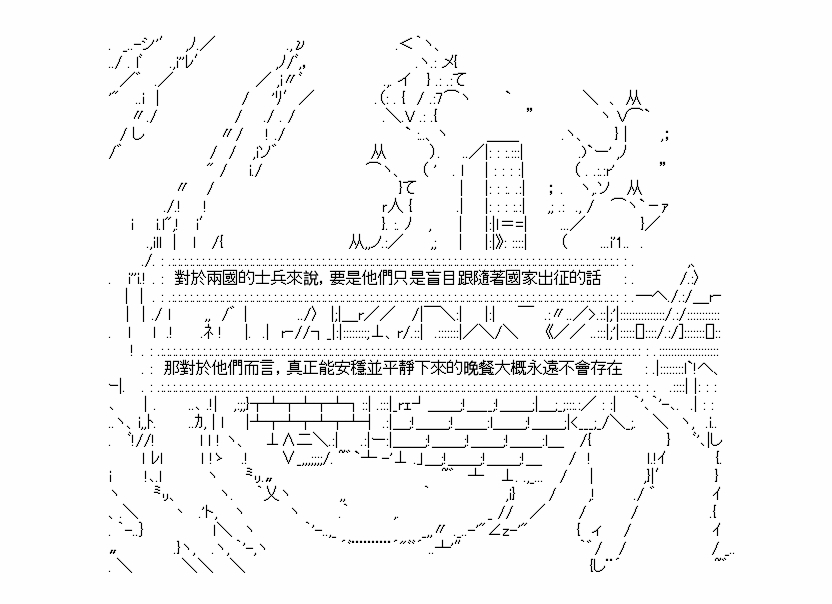 對於兩國的士兵來說，要是他們只是盲目跟隨著國家出征的話
那對於他們而言，真正能安穩並平靜下來的晚餐大概永遠不會存在